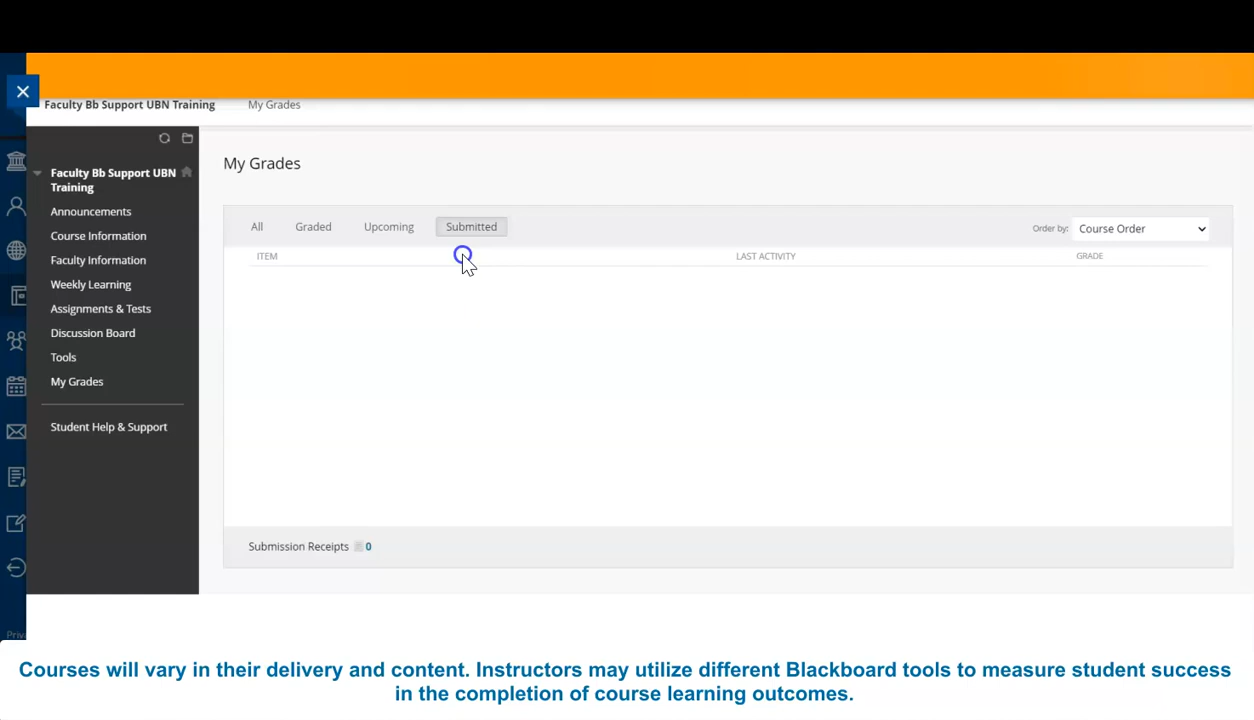 Faculty Bb Support UBN Training My Grades
Faculty Bb Support UBN
Training
Announcements
Course Information
Faculty Information
Weekly Learning
Assignments & Tests
Discussion Board
Tools
My Grades
Student Help & Support
My Grades
All Graded Upcoming Submitted
Order by: Course Order
ITEM LAST ACTIVITY GRADE
Submission Receipts 0
Courses will vary in their delivery and content. Instructors may utilize different Blackboard tools to measure student success
in the completion of course learning outcomes.